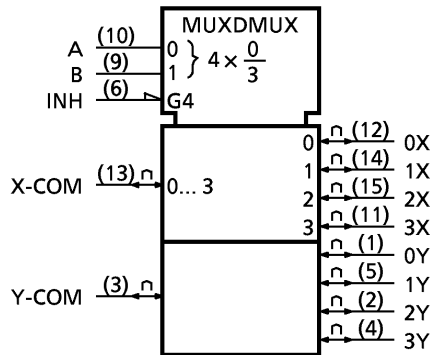 MUXDMUX
A (10) 0 } 4 × 0/3
B (9) 1
INH (6) G4
0 ∩ (12) 0X
1 ∩ (14) 1X
X-COM (13) ∩ 0... 3
2 ∩ (15) 2X
3 ∩ (11) 3X
∩ (1) 0Y
∩ (5) 1Y
Y-COM (3) ∩
∩ (2) 2Y
∩ (4) 3Y